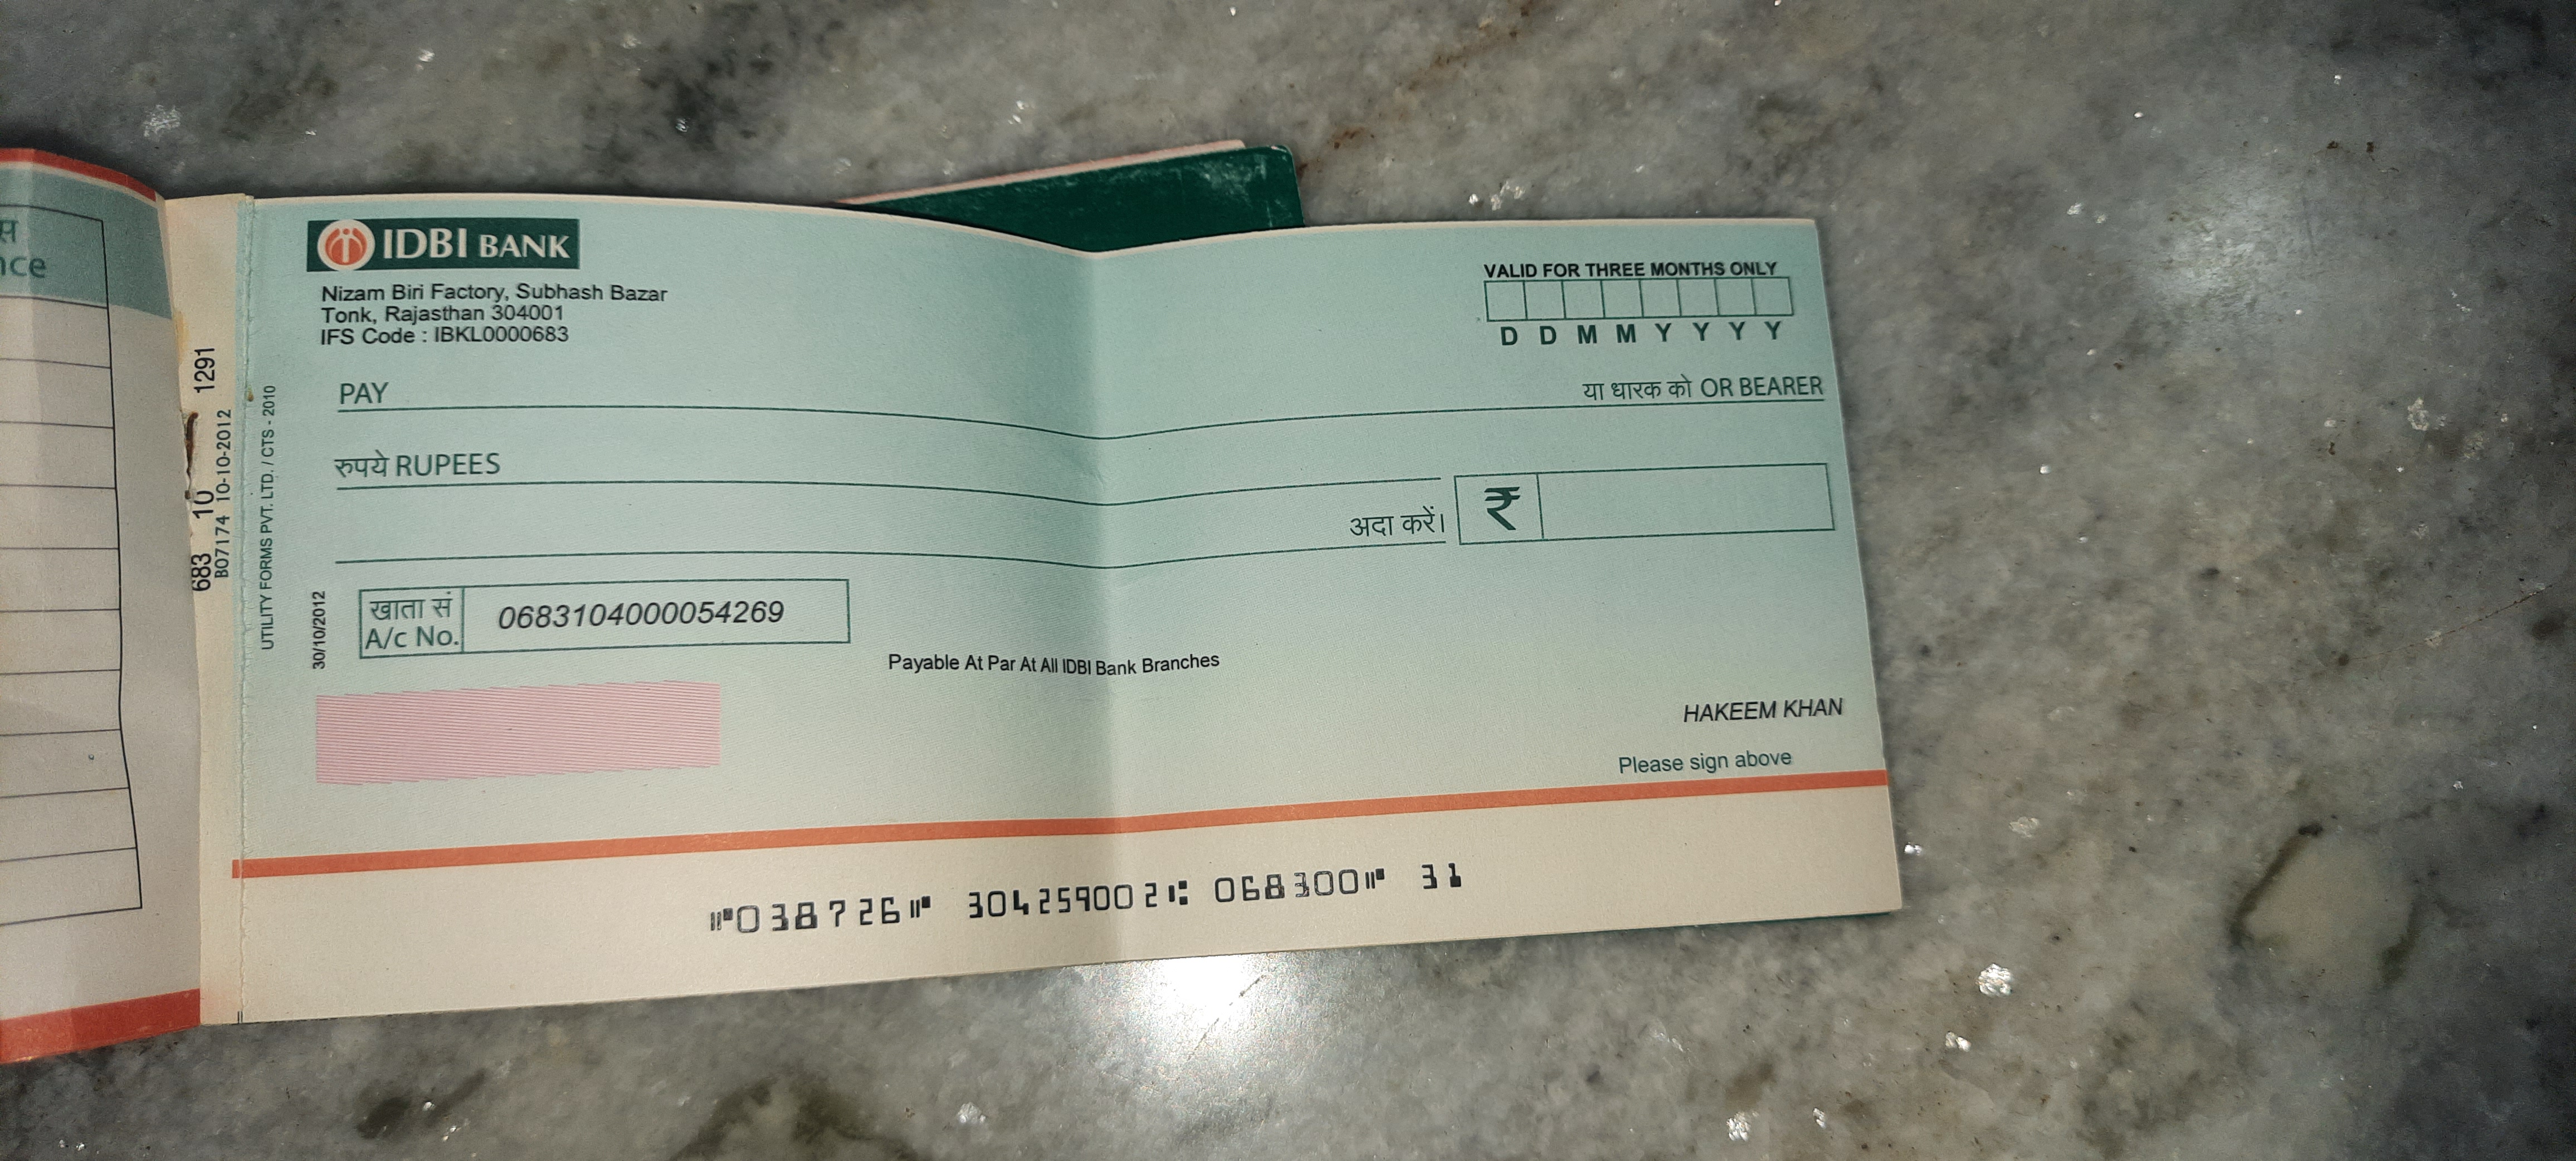 स
nce
683 10 1291
B07174 10-10-2012
UTILITY FORMS PVT. LTD. / CTS - 2010
IDBI BANK
Nizam Biri Factory, Subhash Bazar
Tonk, Rajasthan 304001
IFS Code : IBKL0000683
VALID FOR THREE MONTHS ONLY
D D M M Y Y Y Y
PAY
या धारक को OR BEARER
रुपये RUPEES
अदा करें।
₹
30/10/2012
खाता सं
A/c No.
0683104000054269
Payable At Par At All IDBI Bank Branches
HAKEEM KHAN
Please sign above
⑈038726⑈ 304259002⑆ 068300⑈ 31